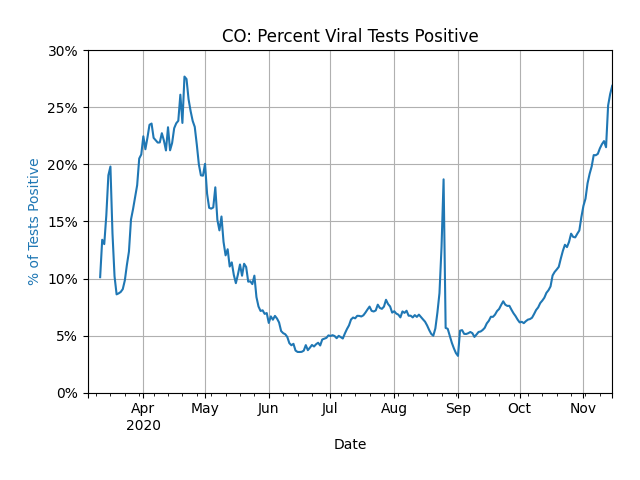 CO: Percent Viral Tests Positive
30%
25%
20%
15%
10%
5%
0%
% of Tests Positive
Apr May Jun Jul Aug Sep Oct Nov
2020
Date